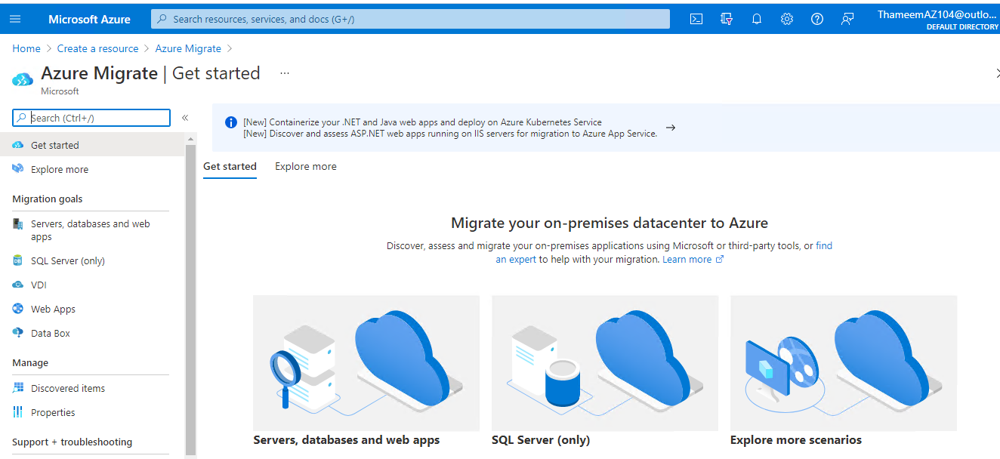 Microsoft Azure
Search resources, services, and docs (G+/)
ThameemAZ104@outlo...
DEFAULT DIRECTORY
Home > Create a resource > Azure Migrate >
Azure Migrate | Get started ...
Microsoft
Search (Ctrl+/)
«
Get started
Explore more
Migration goals
Servers, databases and web
apps
SQL Server (only)
VDI
Web Apps
Data Box
Manage
Discovered items
Properties
Support + troubleshooting
[New] Containerize your .NET and Java web apps and deploy on Azure Kubernetes Service
[New] Discover and assess ASP.NET web apps running on IIS servers for migration to Azure App Service.
Get started Explore more
Migrate your on-premises datacenter to Azure
Discover, assess and migrate your on-premises applications using Microsoft or third-party tools, or find
an expert to help with your migration. Learn more
Servers, databases and web apps
SQL Server (only)
Explore more scenarios